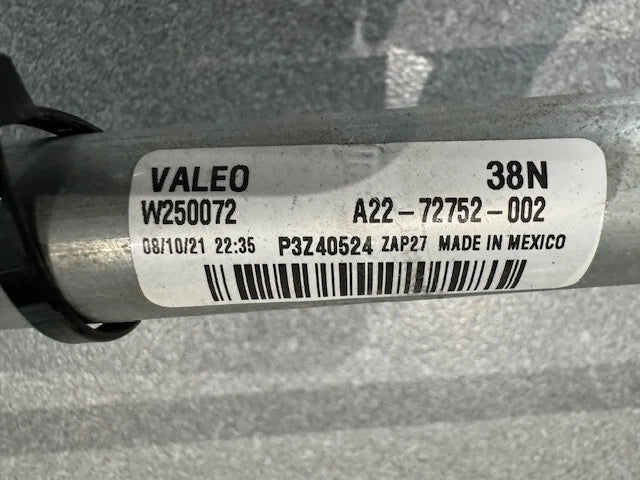 VALEO 38N
W250072 A22-72752-002
08/10/21 22:35 P3Z40524 ZAP27 MADE IN MEXICO